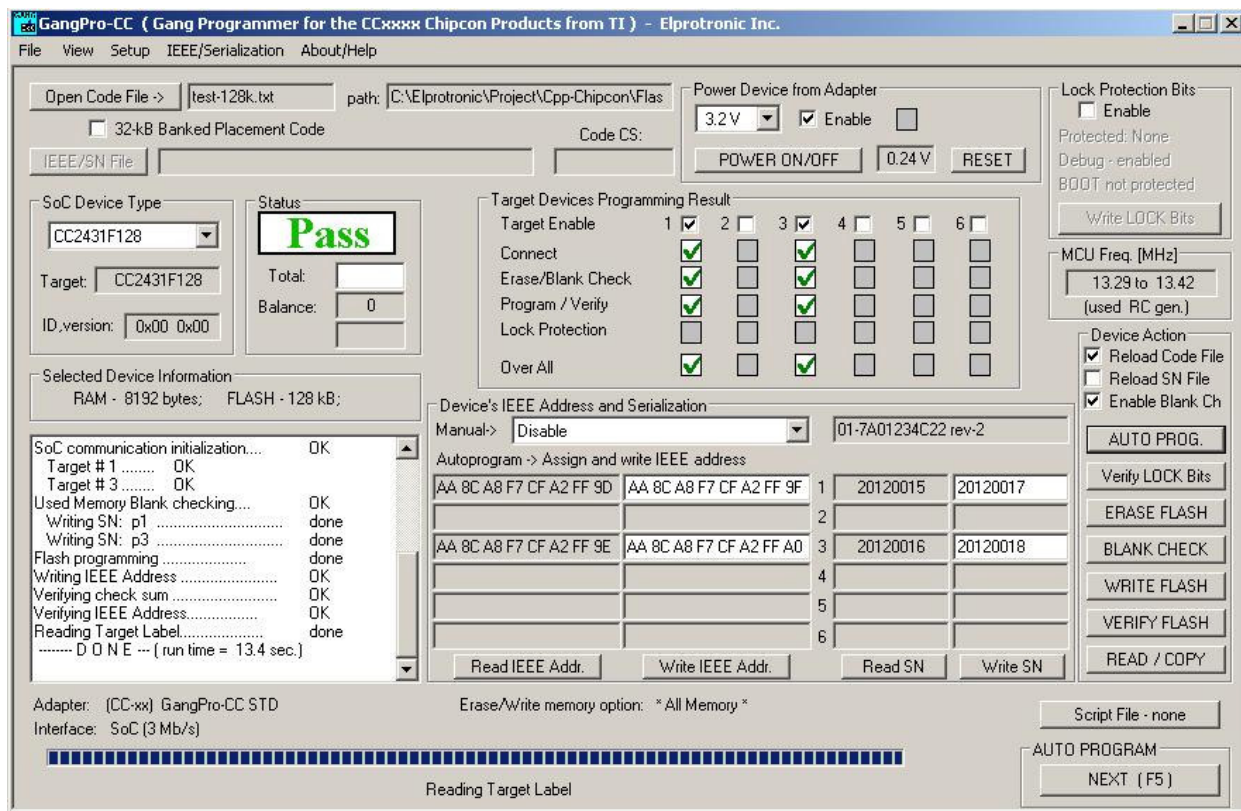 GangPro-CC ( Gang Programmer for the CCxxxx Chipcon Products from TI ) - Elprotronic Inc.
File View Setup IEEE/Serialization About/Help
Open Code File -> test-128k.txt path: C:\Elprotronic\Project\Cpp-Chipcon\Flas
32-kB Banked Placement Code
Code CS:
IEEE/SN File
Power Device from Adapter
3.2 V Enable
POWER ON/OFF 0.24 V RESET
Lock Protection Bits
Enable
Protected: None
Debug - enabled
BOOT not protected
Write LOCK Bits
SoC Device Type
CC2431F128
Target: CC2431F128
ID,version: 0x00 0x00
Status
Pass
Total:
Balance: 0
Target Devices Programming Result
Target Enable 1 2 3 4 5 6
Connect
Erase/Blank Check
Program / Verify
Lock Protection
Over All
MCU Freq. [MHz]
13.29 to 13.42
(used RC gen.)
Selected Device Information
RAM - 8192 bytes; FLASH - 128 kB;
Device Action
Reload Code File
Reload SN File
Enable Blank Ch
AUTO PROG.
Verify LOCK Bits
ERASE FLASH
BLANK CHECK
WRITE FLASH
VERIFY FLASH
READ / COPY
SoC communication initialization.... OK
Target # 1 ........ OK
Target # 3 ........ OK
Used Memory Blank checking.... OK
Writing SN: p1 .............................. done
Writing SN: p3 .............................. done
Flash programming .................... done
Writing IEEE Address ....................... OK
Verifying check sum ......................... OK
Verifying IEEE Address................. OK
Reading Target Label.................... done
-------- D O N E --- ( run time = 13.4 sec.)
Device's IEEE Address and Serialization
Manual-> Disable 01-7A01234C22 rev-2
Autoprogram -> Assign and write IEEE address
AA 8C A8 F7 CF A2 FF 9D AA 8C A8 F7 CF A2 FF 9F 1 20120015 20120017
2
AA 8C A8 F7 CF A2 FF 9E AA 8C A8 F7 CF A2 FF A0 3 20120016 20120018
4
5
6
Read IEEE Addr. Write IEEE Addr. Read SN Write SN
Adapter: (CC-xx) GangPro-CC STD Erase/Write memory option: * All Memory *
Interface: SoC (3 Mb/s)
Script File - none
Reading Target Label
AUTO PROGRAM
NEXT ( F5 )